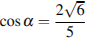 cos α = 2√6/5